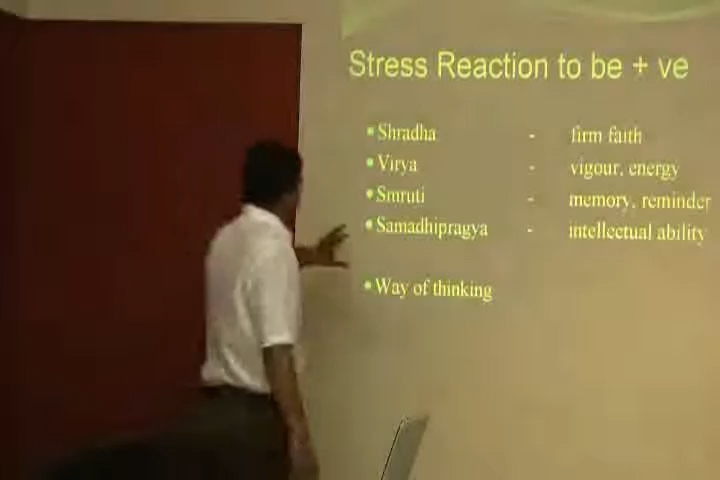 Stress Reaction to be + ve
• Shradha - firm faith
• Virya - vigour, energy
• Smruti - memory, reminder
• Samadhipragya - intellectual ability
• Way of thinking